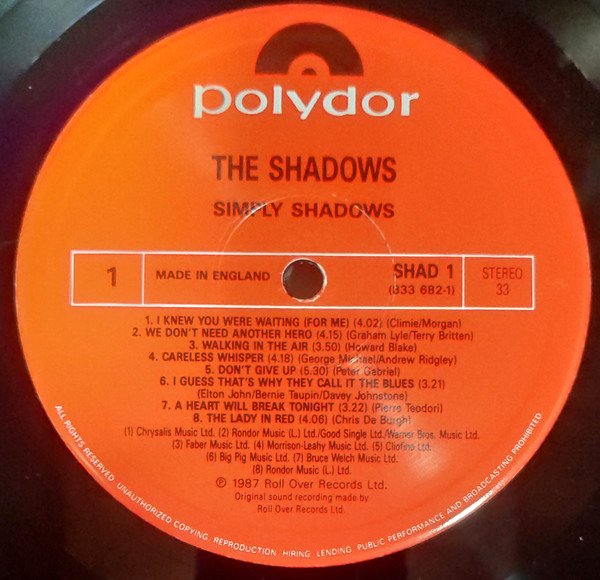 polydor
THE SHADOWS
SIMPLY SHADOWS
1
MADE IN ENGLAND
SHAD 1
(833 682-1)
STEREO
33
1. I KNEW YOU WERE WAITING (FOR ME) (4.02) (Climie/Morgan)
2. WE DON'T NEED ANOTHER HERO (4.15) (Graham Lyle/Terry Britten)
3. WALKING IN THE AIR (3.50) (Howard Blake)
4. CARELESS WHISPER (4.18) (George Michael/Andrew Ridgley)
5. DON'T GIVE UP (5.30) (Peter Gabriel)
6. I GUESS THAT'S WHY THEY CALL IT THE BLUES (3.21)
(Elton John/Bernie Taupin/Davey Johnstone)
7. A HEART WILL BREAK TONIGHT (3.22) (Pierre Teodori)
8. THE LADY IN RED (4.06) (Chris De Burgh)
(1) Chrysalis Music Ltd. (2) Rondor Music (L.) Ltd./Good Single Ltd./Warner Bros. Music Ltd.
(3) Faber Music Ltd. (4) Morrison-Leahy Music Ltd. (5) Cliofine Ltd.
(6) Big Pig Music Ltd. (7) Bruce Welch Music Ltd.
(8) Rondor Music (L.) Ltd.
℗ 1987 Roll Over Records Ltd.
Original sound recording made by
Roll Over Records Ltd.
ALL RIGHTS RESERVED. UNAUTHORIZED COPYING, REPRODUCTION, HIRING, LENDING, PUBLIC PERFORMANCE AND BROADCASTING PROHIBITED